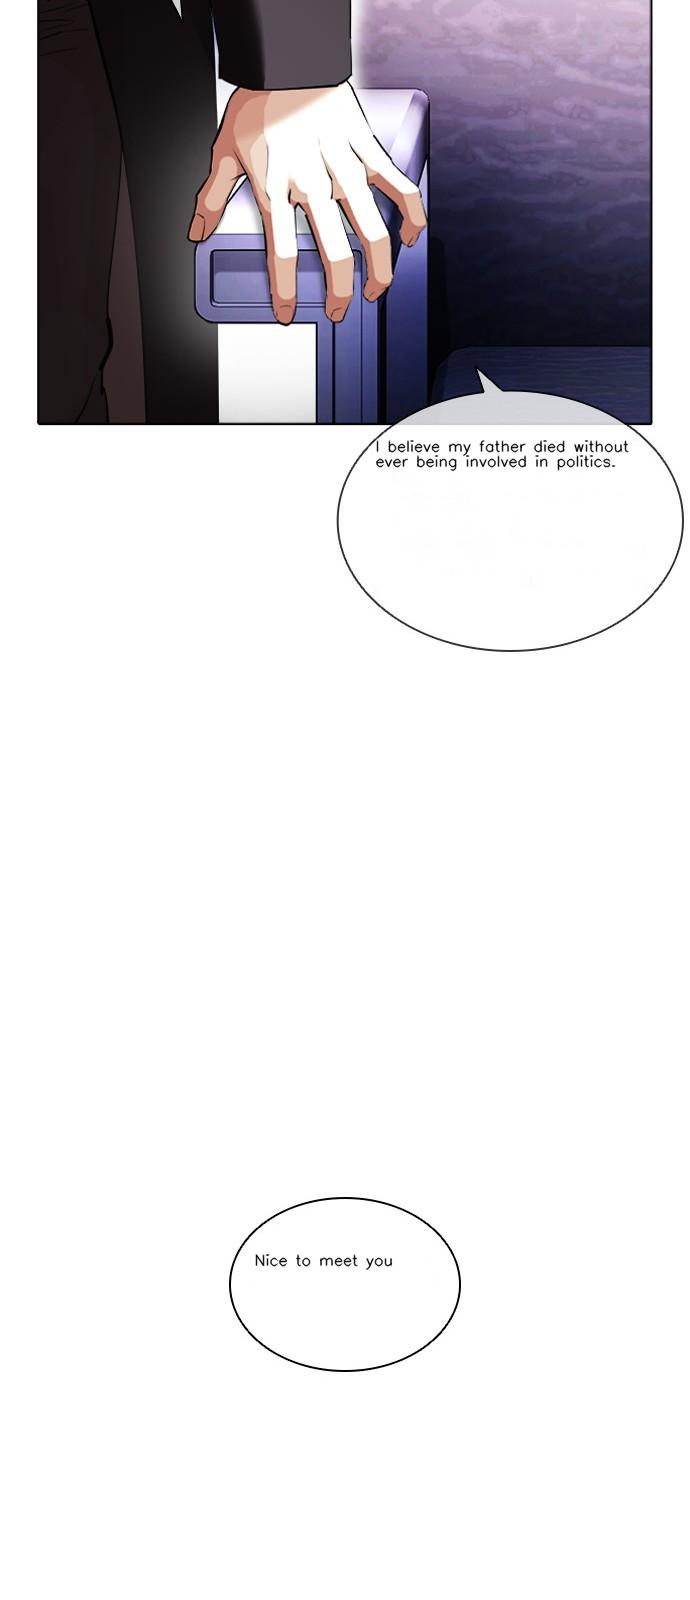 I believe my father died without
ever being involved in politics.
Nice to meet you